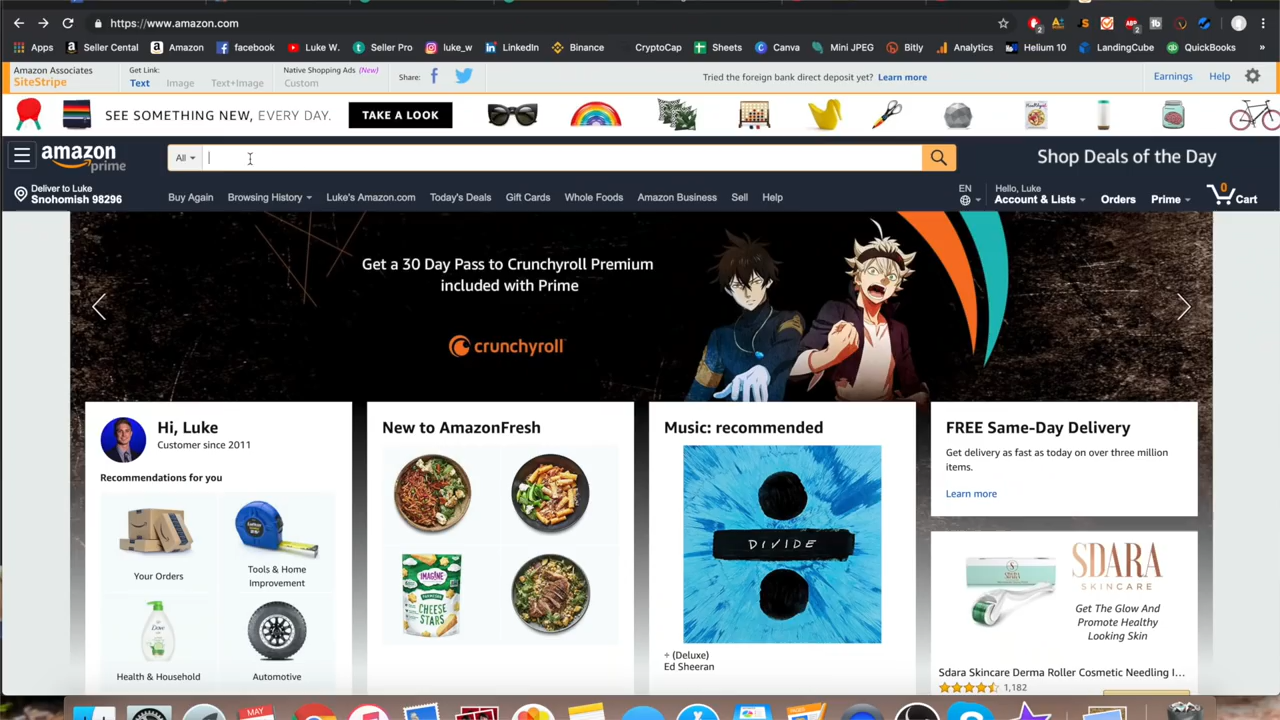 https://www.amazon.com
Apps
Seller Cental
Amazon
facebook
Luke W.
Seller Pro
luke_w
LinkedIn
Binance
CryptoCap
Sheets
Canva
Mini JPEG
Bitly
Analytics
Helium 10
LandingCube
QuickBooks
»
Amazon Associates
SiteStripe
Get Link:
Text
Image
Text+Image
Native Shopping Ads (New)
Custom
Share:
Tried the foreign bank direct deposit yet? Learn more
Earnings
Help
SEE SOMETHING NEW, EVERY DAY.
TAKE A LOOK
amazon
prime
All
Shop Deals of the Day
Deliver to Luke
Snohomish 98296
Buy Again
Browsing History
Luke's Amazon.com
Today's Deals
Gift Cards
Whole Foods
Amazon Business
Sell
Help
EN
Hello, Luke
Account & Lists
Orders
Prime
0
Cart
Get a 30 Day Pass to Crunchyroll Premium
included with Prime
crunchyroll
Hi, Luke
Customer since 2011
Recommendations for you
Your Orders
Tools & Home
Improvement
Health & Household
Automotive
New to AmazonFresh
IMAGINE
CHEESE
STARS
Music: recommended
DIVIDE
÷ (Deluxe)
Ed Sheeran
FREE Same-Day Delivery
Get delivery as fast as today on over three million
items.
Learn more
SDARA
SKINCARE
Get The Glow And
Promote Healthy
Looking Skin
Sdara Skincare Derma Roller Cosmetic Needling I...
1,182
MAY